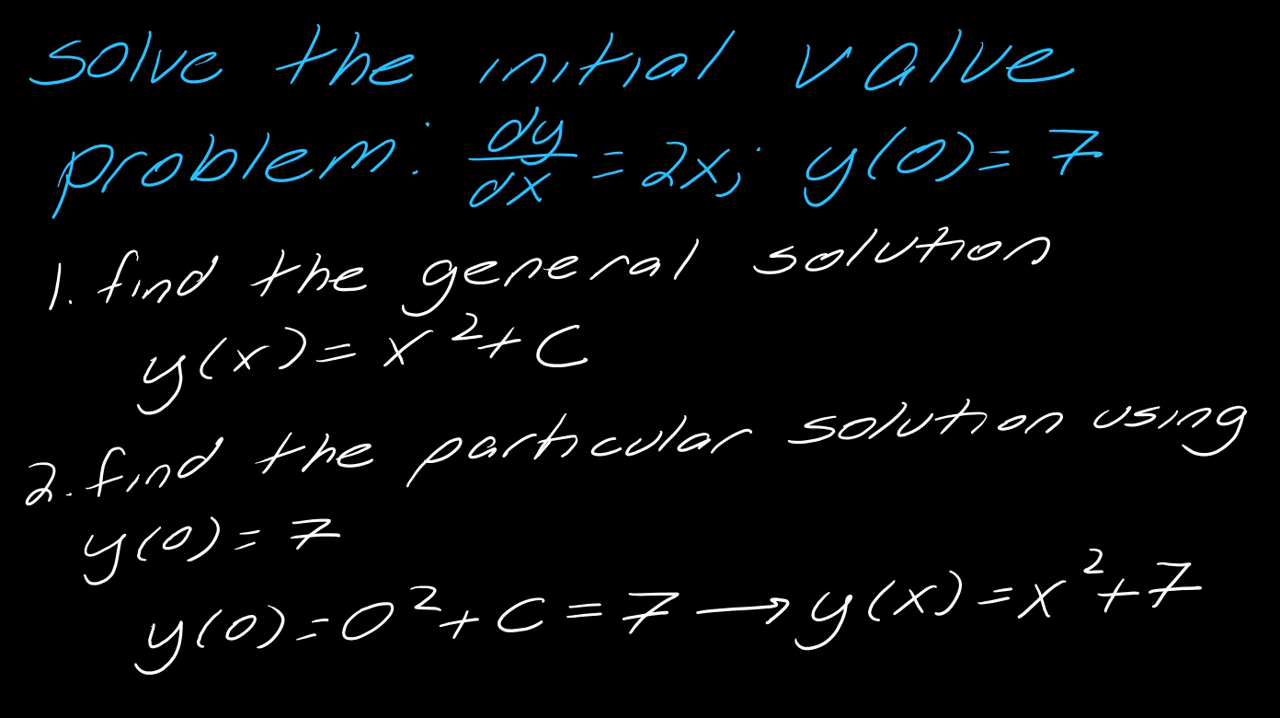 solve the initial value
problem: dy/dx = 2x; y(0) = 7
1. find the general solution
y(x) = x² + C
2. find the particular solution using
y(0) = 7
y(0) = 0² + C = 7 → y(x) = x² + 7